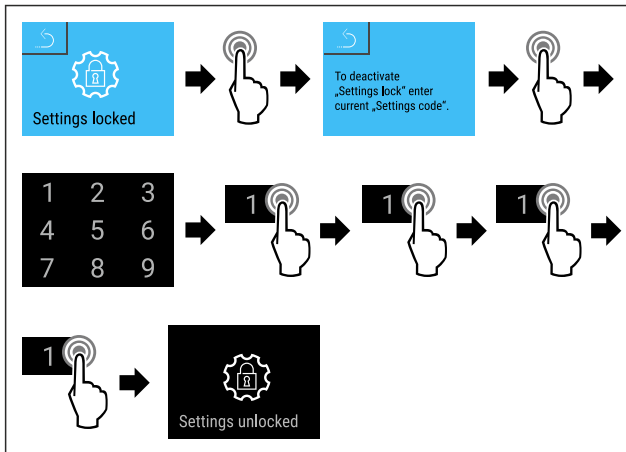 Settings locked
To deactivate
„Settings lock“ enter
current „Settings code“.
1 2 3
4 5 6
7 8 9
1
1
1
1
Settings unlocked